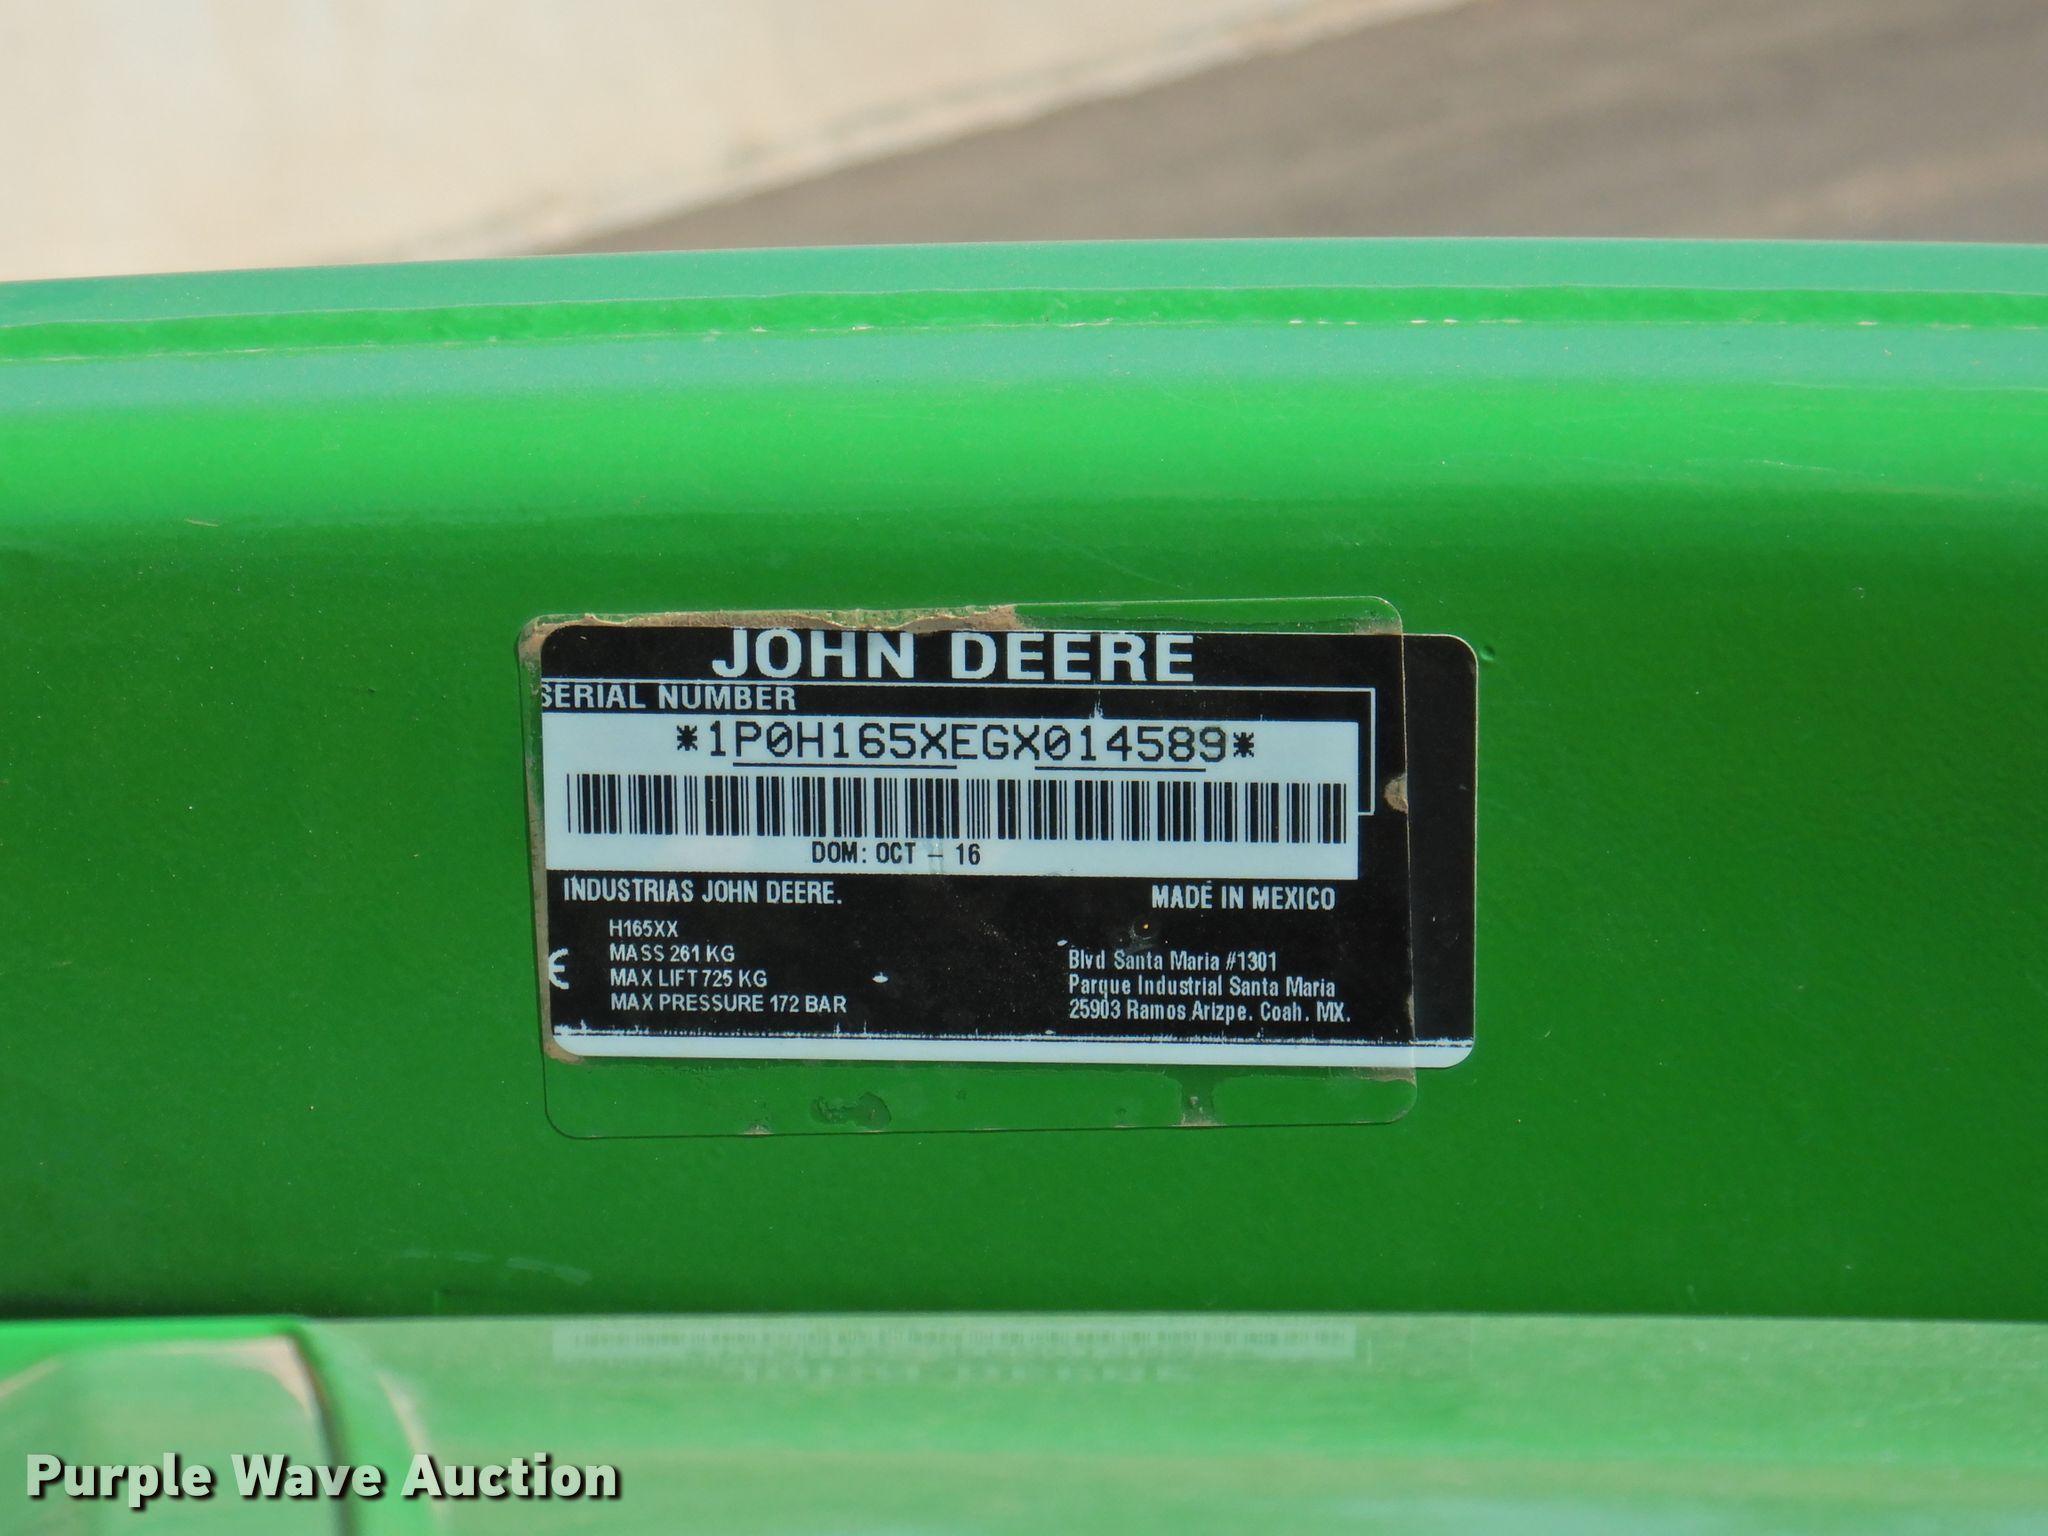 JOHN DEERE
SERIAL NUMBER
*1P0H165XEGX014589*
DOM: OCT - 16
INDUSTRIAS JOHN DEERE.
MADE IN MEXICO
H165XX
MASS 261 KG
MAX LIFT 725 KG
MAX PRESSURE 172 BAR
CE
Blvd Santa Maria #1301
Parque Industrial Santa Maria
25903 Ramos Arizpe. Coah. MX.
Purple Wave Auction